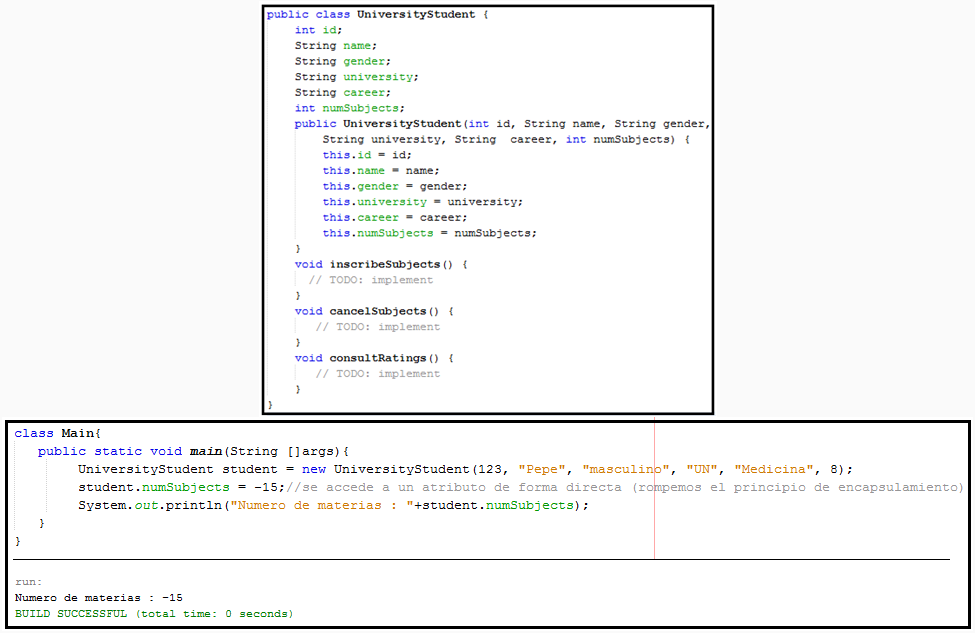 public class UniversityStudent {
int id;
String name;
String gender;
String university;
String career;
int numSubjects;
public UniversityStudent(int id, String name, String gender,
String university, String  career, int numSubjects) {
this.id = id;
this.name = name;
this.gender = gender;
this.university = university;
this.career = career;
this.numSubjects = numSubjects;
}
void inscribeSubjects() {
// TODO: implement
}
void cancelSubjects() {
// TODO: implement
}
void consultRatings() {
// TODO: implement
}
}
class Main{
public static void main(String []args){
UniversityStudent student = new UniversityStudent(123, "Pepe", "masculino", "UN", "Medicina", 8);
student.numSubjects = -15;//se accede a un atributo de forma directa (rompemos el principio de encapsulamiento)
System.out.println("Numero de materias : "+student.numSubjects);
}
}
run:
Numero de materias : -15
BUILD SUCCESSFUL (total time: 0 seconds)